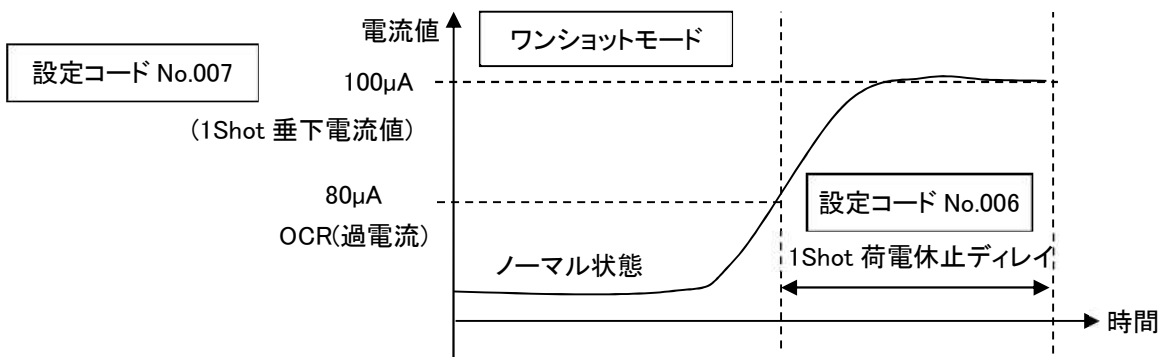 電流値
ワンショットモード
設定コード No.007
100μA
(1Shot 垂下電流値)
80μA
設定コード No.006
OCR(過電流)
ノーマル状態
1Shot 荷電休止ディレイ
時間